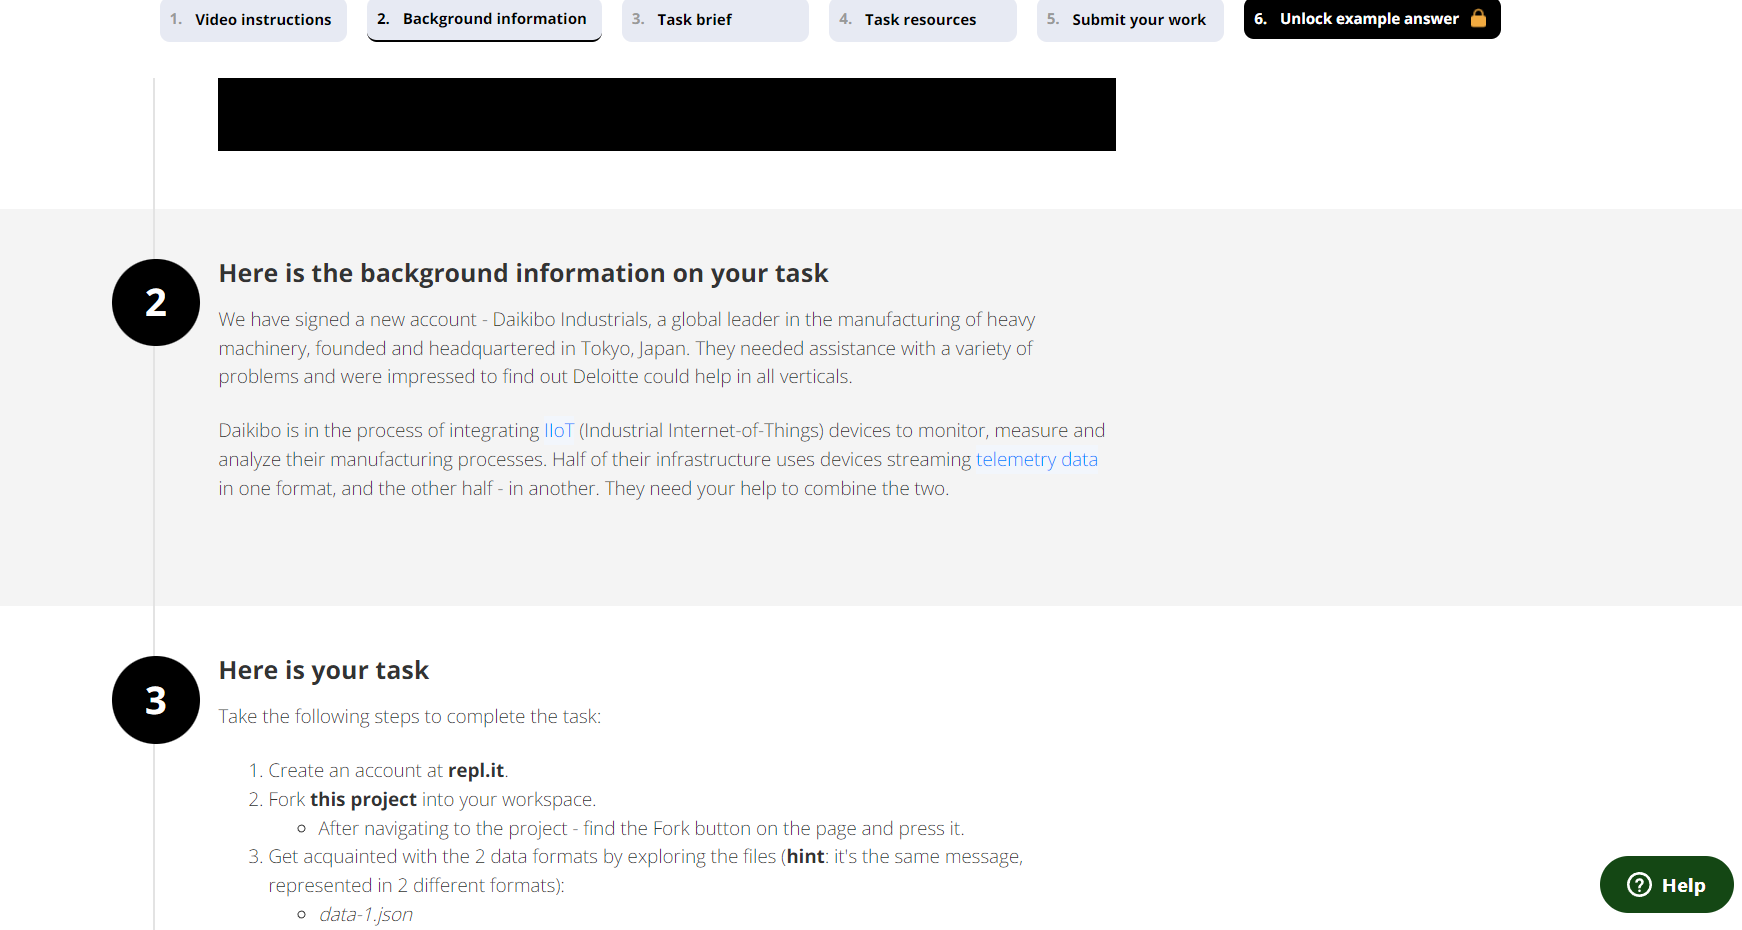 1. Video instructions
2. Background information
3. Task brief
4. Task resources
5. Submit your work
6. Unlock example answer
2
Here is the background information on your task
We have signed a new account - Daikibo Industrials, a global leader in the manufacturing of heavy
machinery, founded and headquartered in Tokyo, Japan. They needed assistance with a variety of
problems and were impressed to find out Deloitte could help in all verticals.
Daikibo is in the process of integrating IIoT (Industrial Internet-of-Things) devices to monitor, measure and
analyze their manufacturing processes. Half of their infrastructure uses devices streaming telemetry data
in one format, and the other half - in another. They need your help to combine the two.
3
Here is your task
Take the following steps to complete the task:
1. Create an account at repl.it.
2. Fork this project into your workspace.
After navigating to the project - find the Fork button on the page and press it.
3. Get acquainted with the 2 data formats by exploring the files (hint: it's the same message,
represented in 2 different formats):
data-1.json
Help